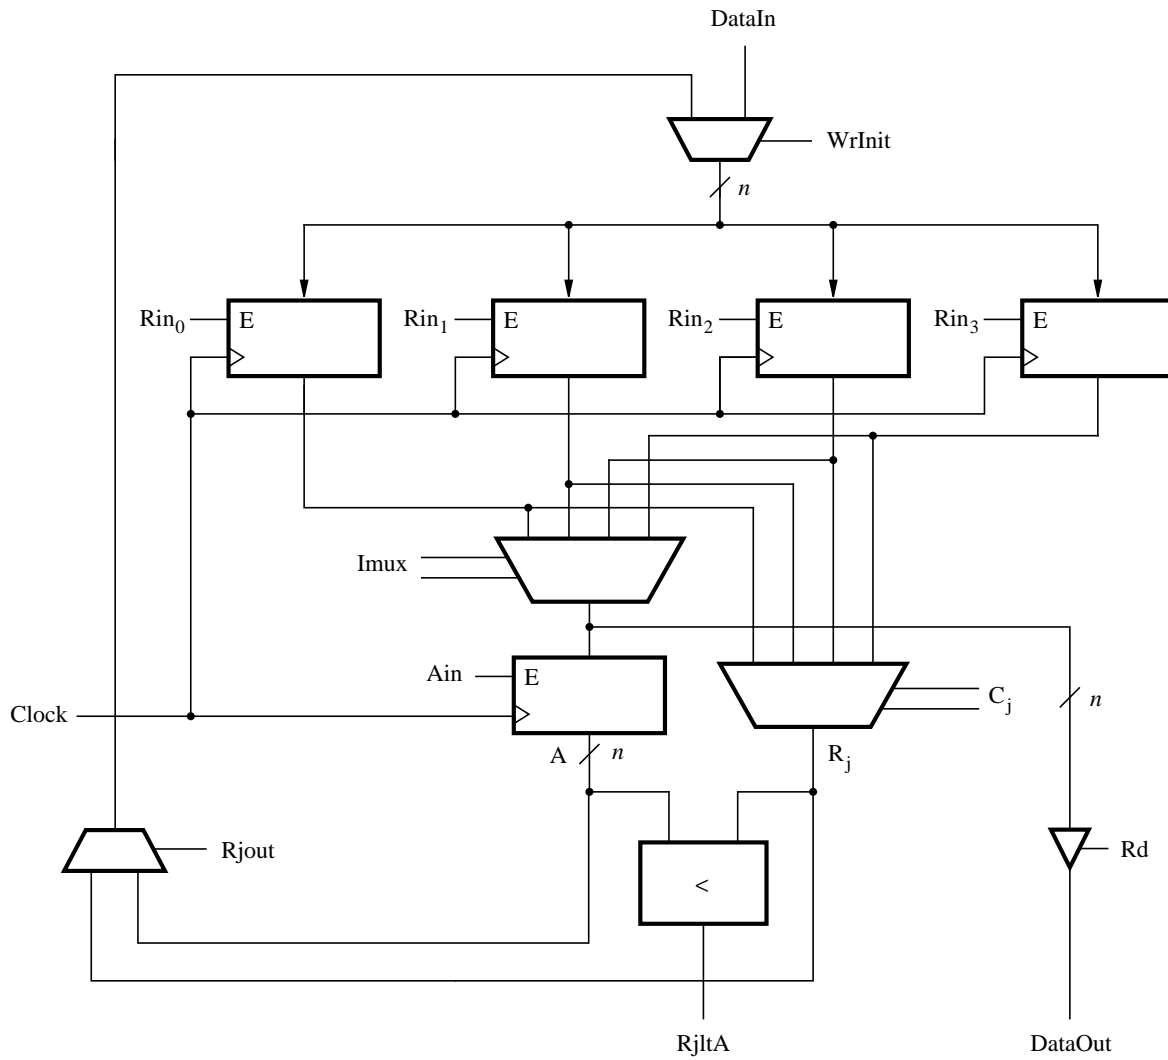 DataIn
WrInit
n
Rin0 E Rin1 E Rin2 E Rin3 E
Imux
Ain E
Clock
Cj
n
A n
Rj
Rjout
<
Rd
RjltA
DataOut